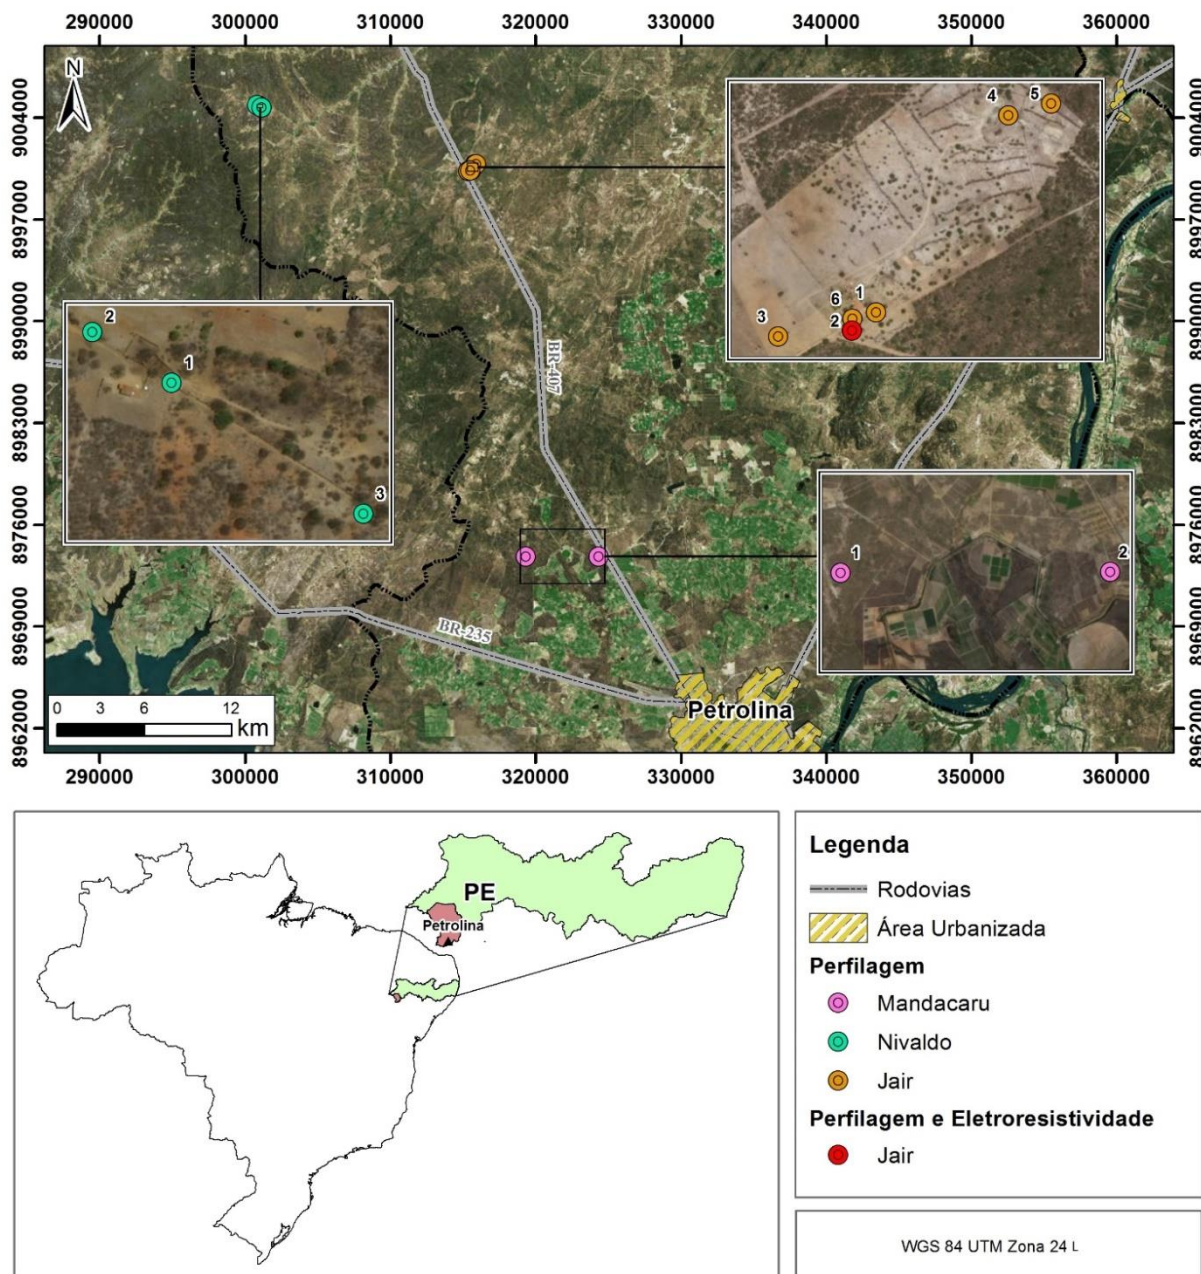 290000 300000 310000 320000 330000 340000 350000 360000
N
9004000 9004000
8997000 8997000
8990000 8990000
8983000 8983000
8976000 8976000
8969000 8969000
8962000 8962000
4 5
6 1
3 2
2
1
3
BR-407
1 2
BR-235
Petrolina
0 3 6 12
km
290000 300000 310000 320000 330000 340000 350000 360000
PE
Petrolina
Legenda
Rodovias
Área Urbanizada
Perfilagem
Mandacaru
Nivaldo
Jair
Perfilagem e Eletroresistividade
Jair
WGS 84 UTM Zona 24 L